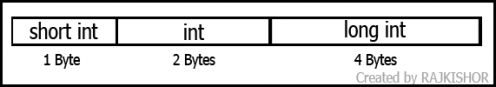 short int int long int
1 Byte 2 Bytes 4 Bytes
Created by RAJKISHOR